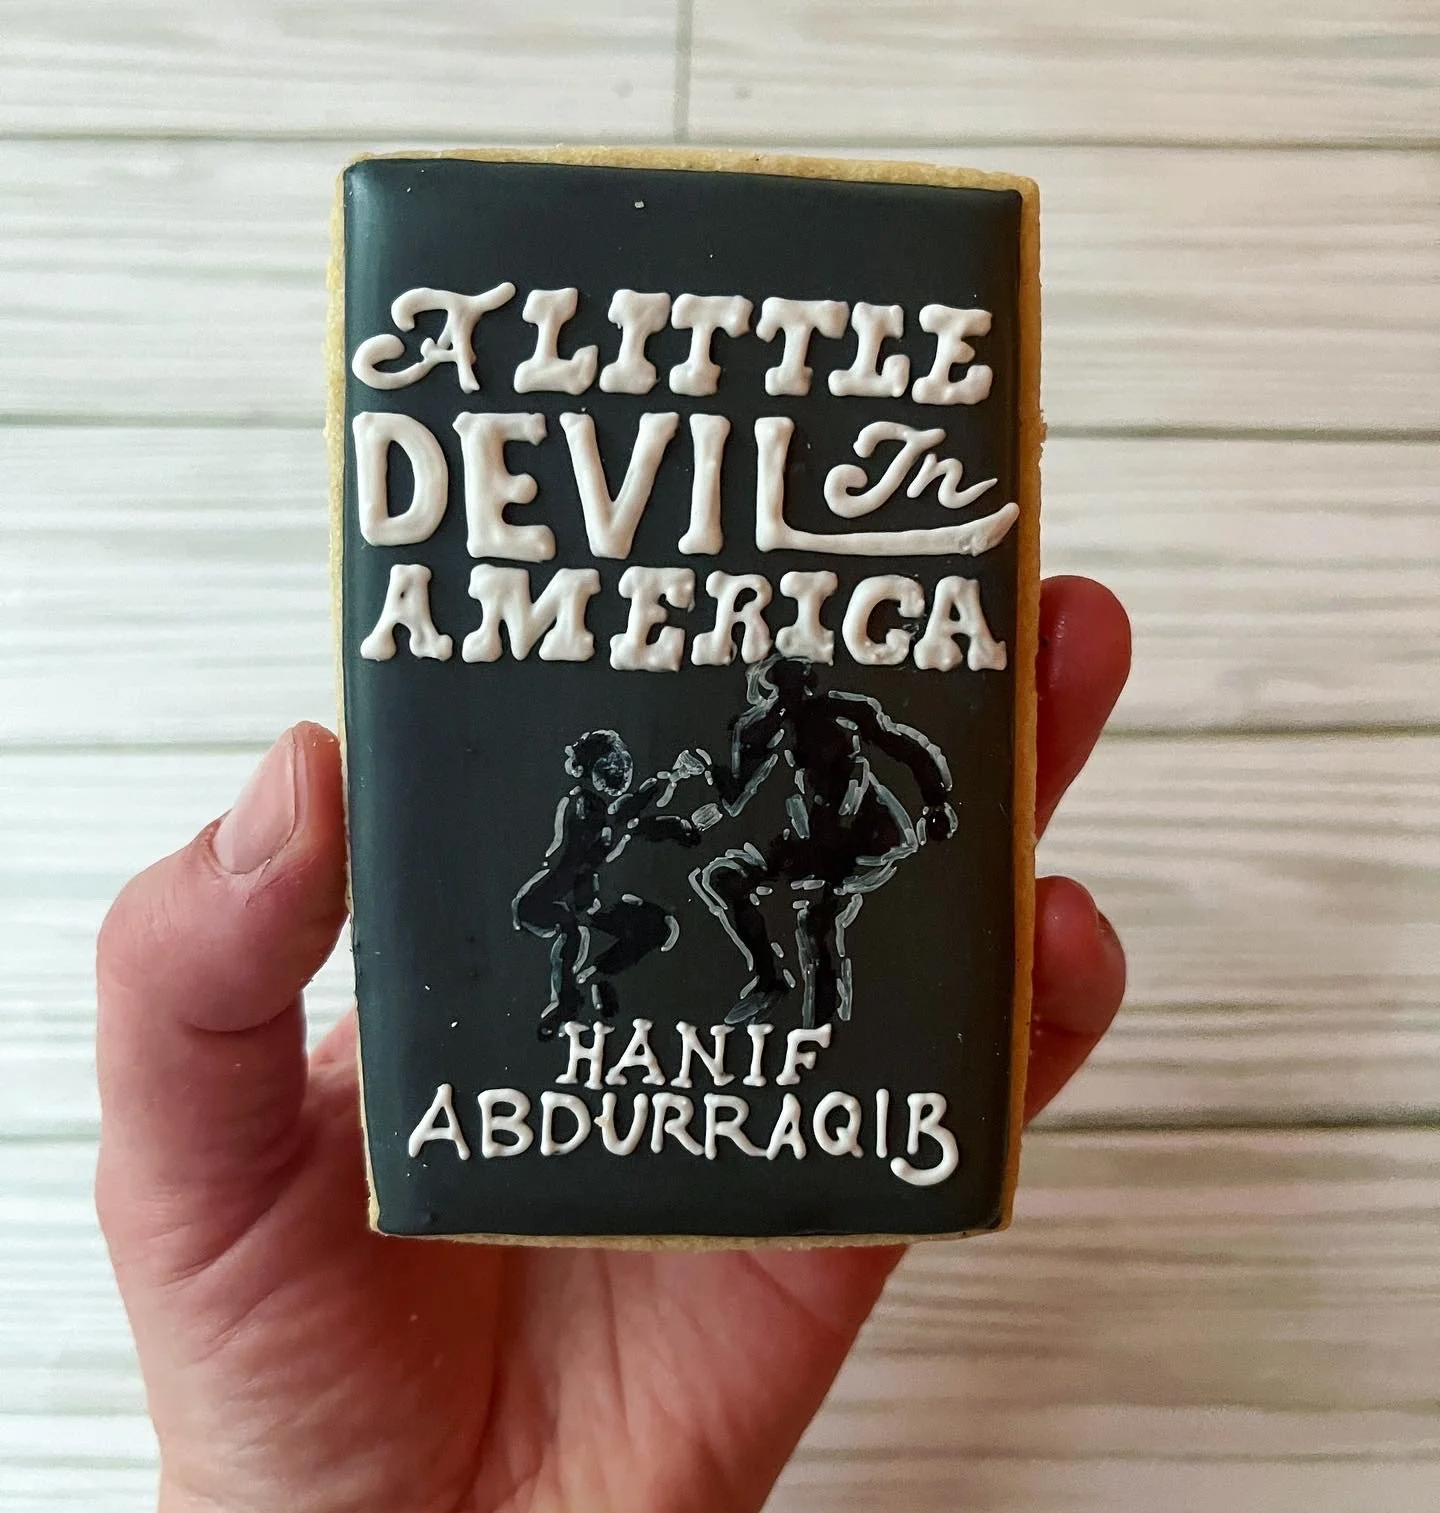 A LITTLE
DEVIL In
AMERICA
HANIF
ABDURRAQIB